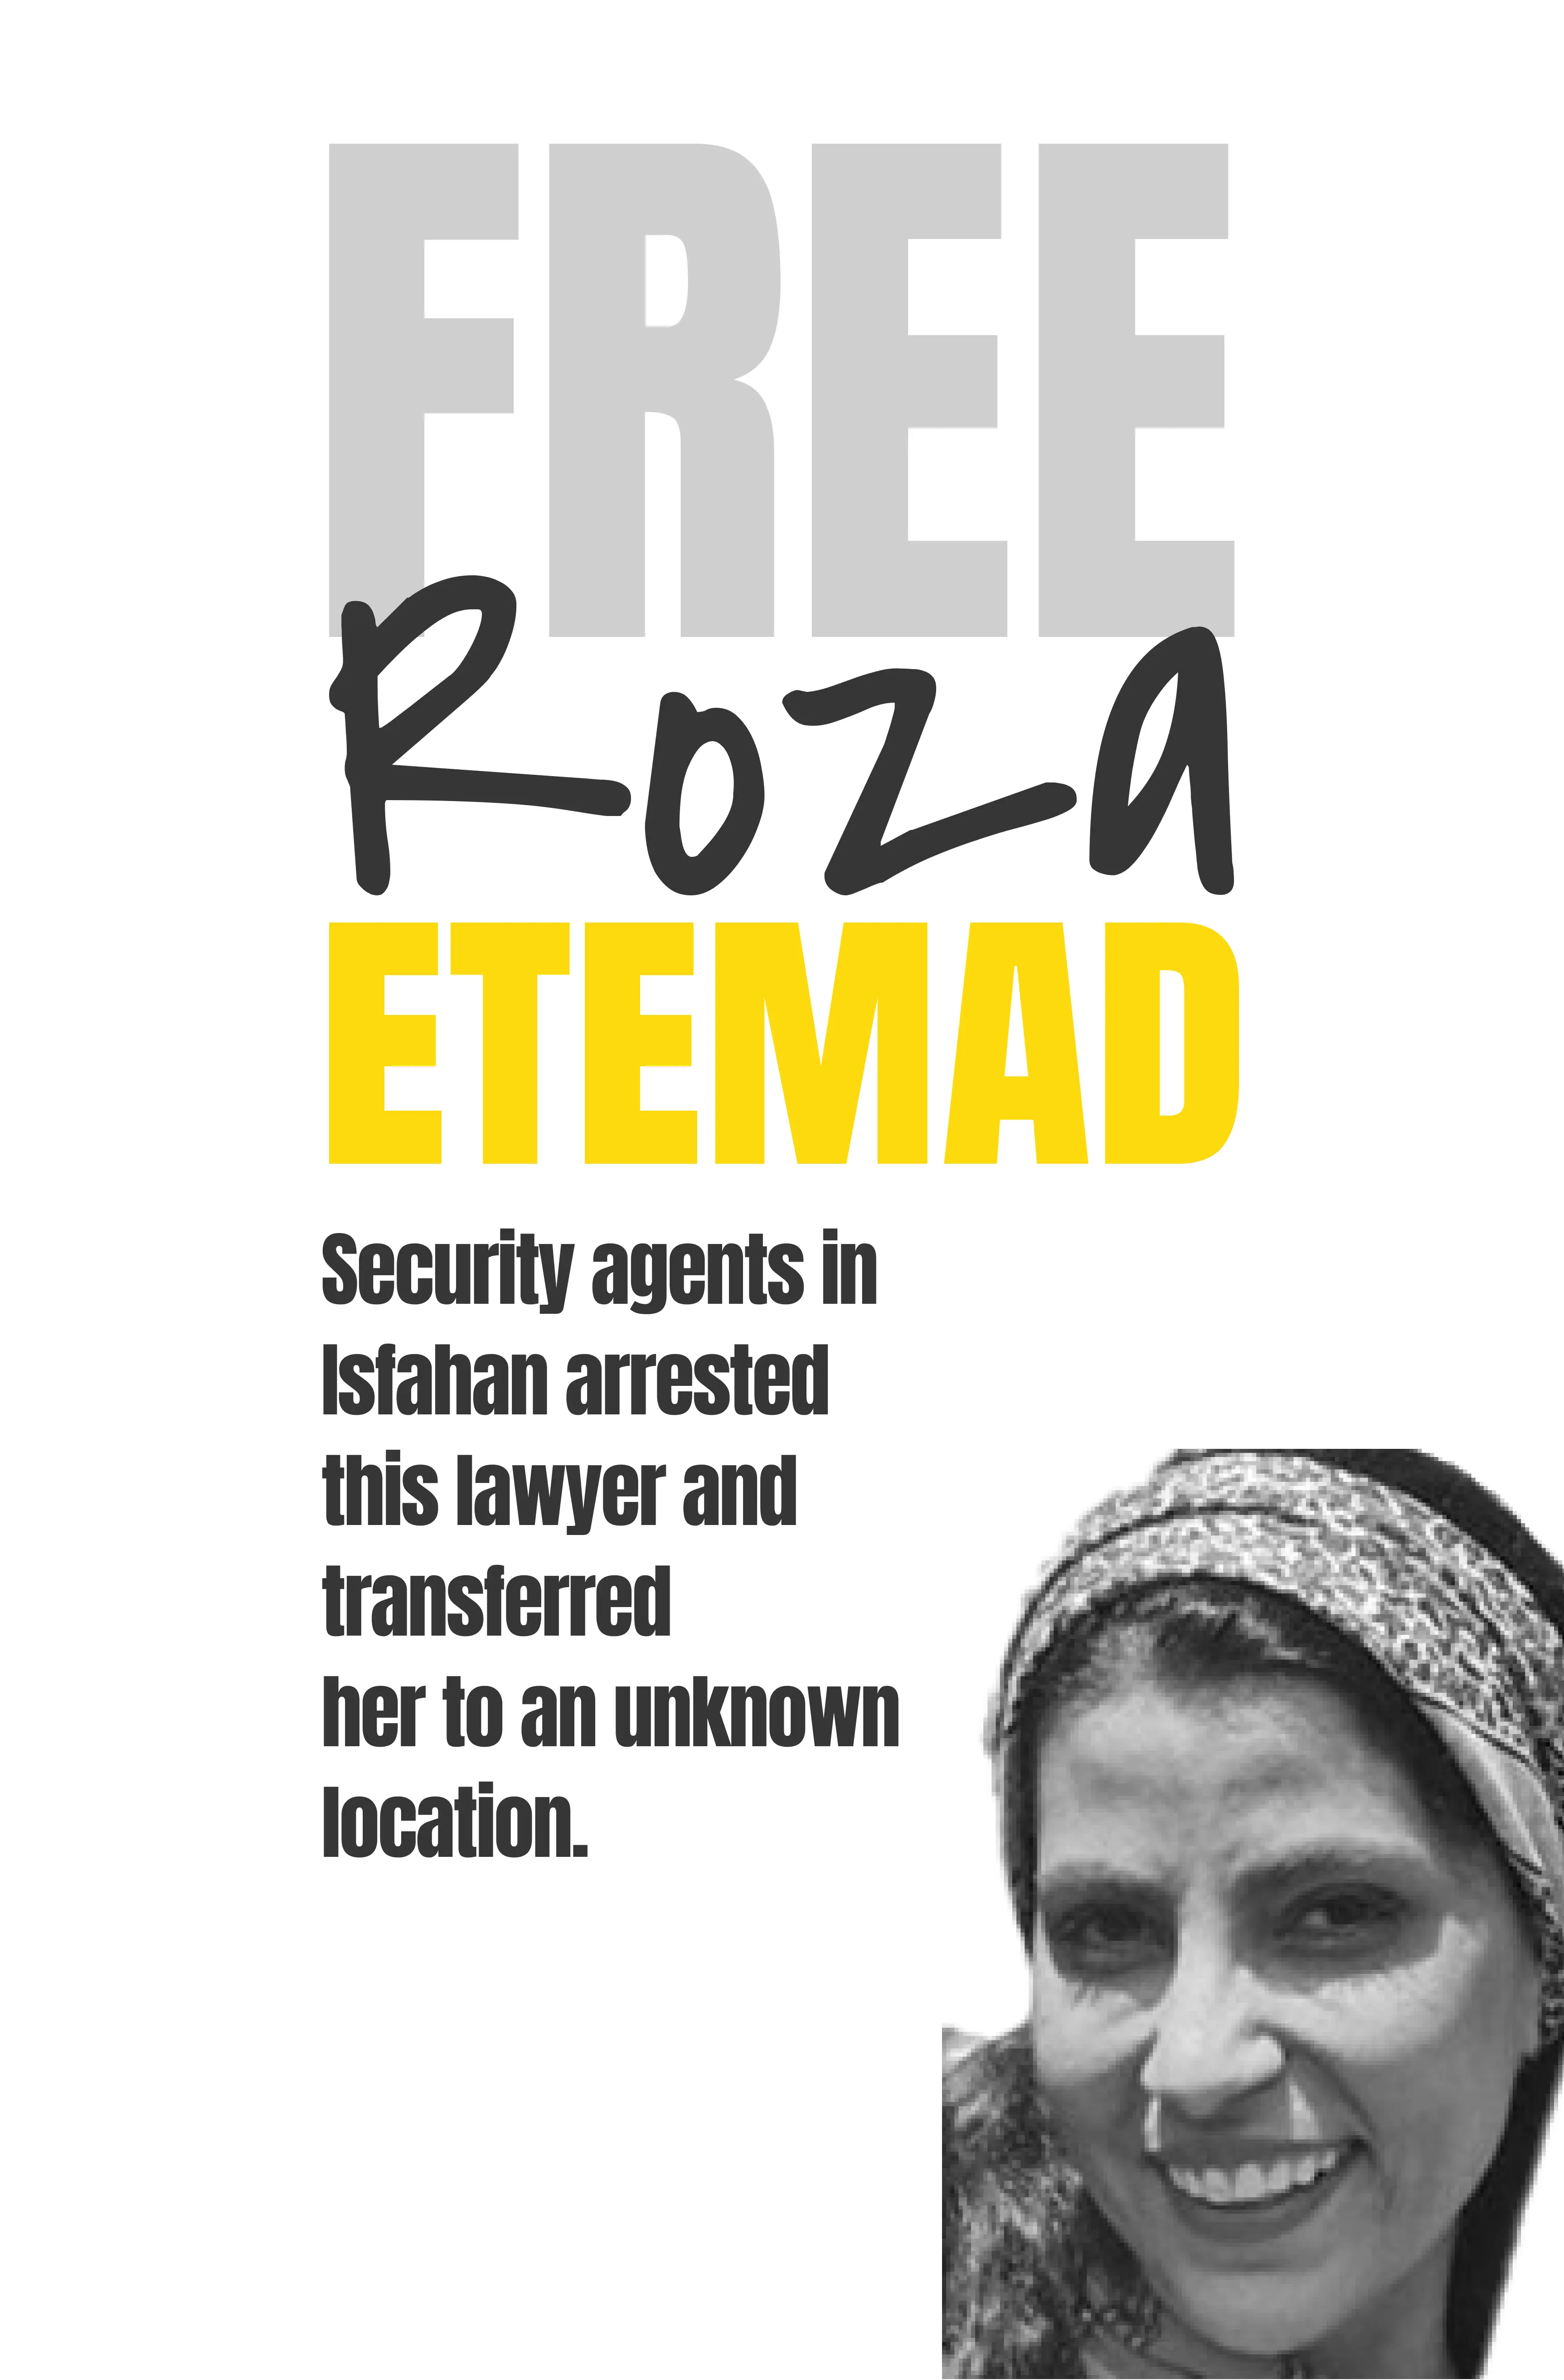 FREE
Roza
ETEMAD
Security agents in
Isfahan arrested
this lawyer and
transferred
her to an unknown
location.